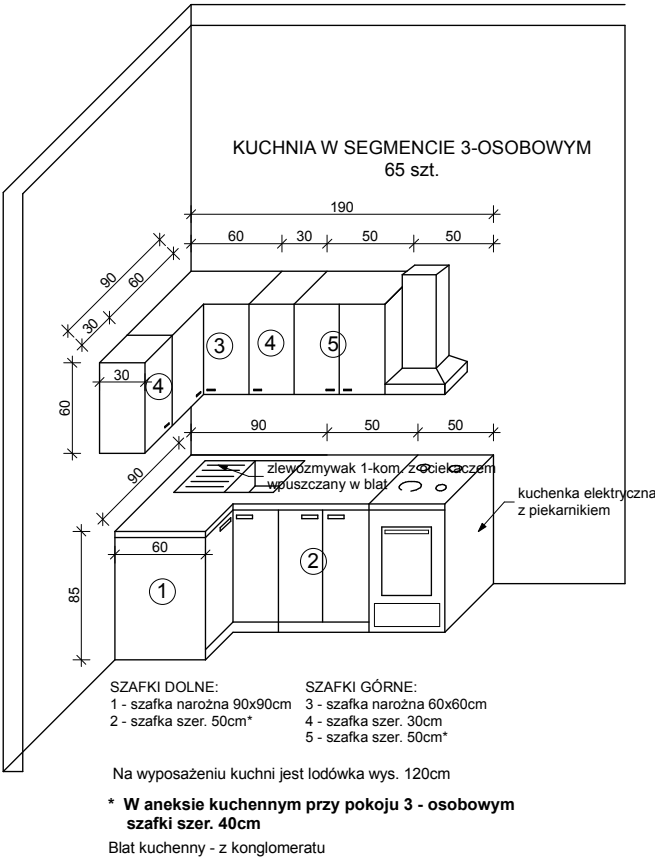 KUCHNIA W SEGMENCIE 3-OSOBOWYM
65 szt.
190
60 30 50 50
90
60
30
30
60
3 4 5
4
90 50 50
90
zlewozmywak 1-kom. z ociekaczem
wpuszczany w blat
kuchenka elektryczna
z piekarnikiem
60
85
1
2
SZAFKI DOLNE:
1 - szafka narożna 90x90cm
2 - szafka szer. 50cm*
SZAFKI GÓRNE:
3 - szafka narożna 60x60cm
4 - szafka szer. 30cm
5 - szafka szer. 50cm*
Na wyposażeniu kuchni jest lodówka wys. 120cm
* W aneksie kuchennym przy pokoju 3 - osobowym
szafki szer. 40cm
Blat kuchenny - z konglomeratu